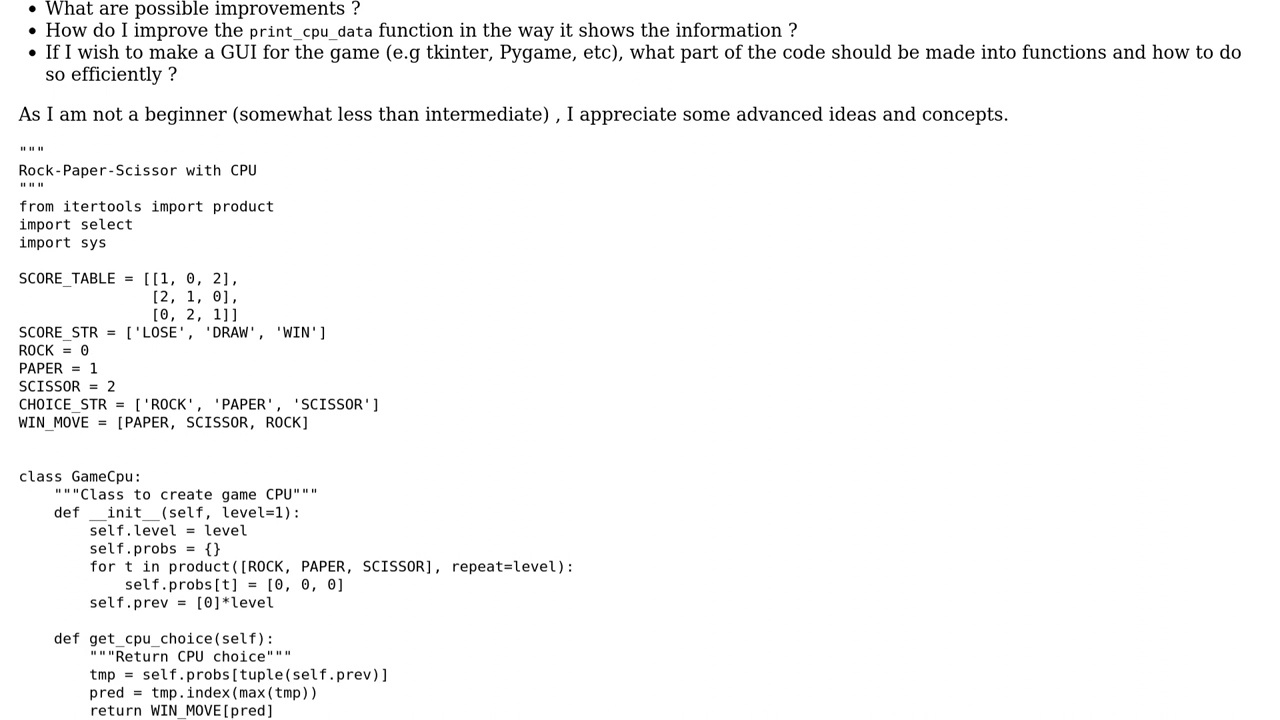 • What are possible improvements ?
• How do I improve the print_cpu_data function in the way it shows the information ?
• If I wish to make a GUI for the game (e.g tkinter, Pygame, etc), what part of the code should be made into functions and how to do
so efficiently ?
As I am not a beginner (somewhat less than intermediate) , I appreciate some advanced ideas and concepts.
"""
Rock-Paper-Scissor with CPU
"""
from itertools import product
import select
import sys

SCORE_TABLE = [[1, 0, 2],
               [2, 1, 0],
               [0, 2, 1]]
SCORE_STR = ['LOSE', 'DRAW', 'WIN']
ROCK = 0
PAPER = 1
SCISSOR = 2
CHOICE_STR = ['ROCK', 'PAPER', 'SCISSOR']
WIN_MOVE = [PAPER, SCISSOR, ROCK]


class GameCpu:
    """Class to create game CPU"""
    def __init__(self, level=1):
        self.level = level
        self.probs = {}
        for t in product([ROCK, PAPER, SCISSOR], repeat=level):
            self.probs[t] = [0, 0, 0]
        self.prev = [0]*level

    def get_cpu_choice(self):
        """Return CPU choice"""
        tmp = self.probs[tuple(self.prev)]
        pred = tmp.index(max(tmp))
        return WIN_MOVE[pred]